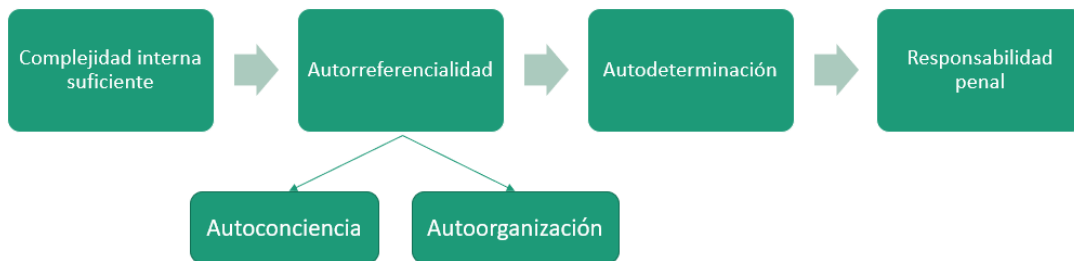 Complejidad interna
suficiente
Autorreferencialidad
Autodeterminación
Responsabilidad
penal
Autoconciencia
Autoorganización